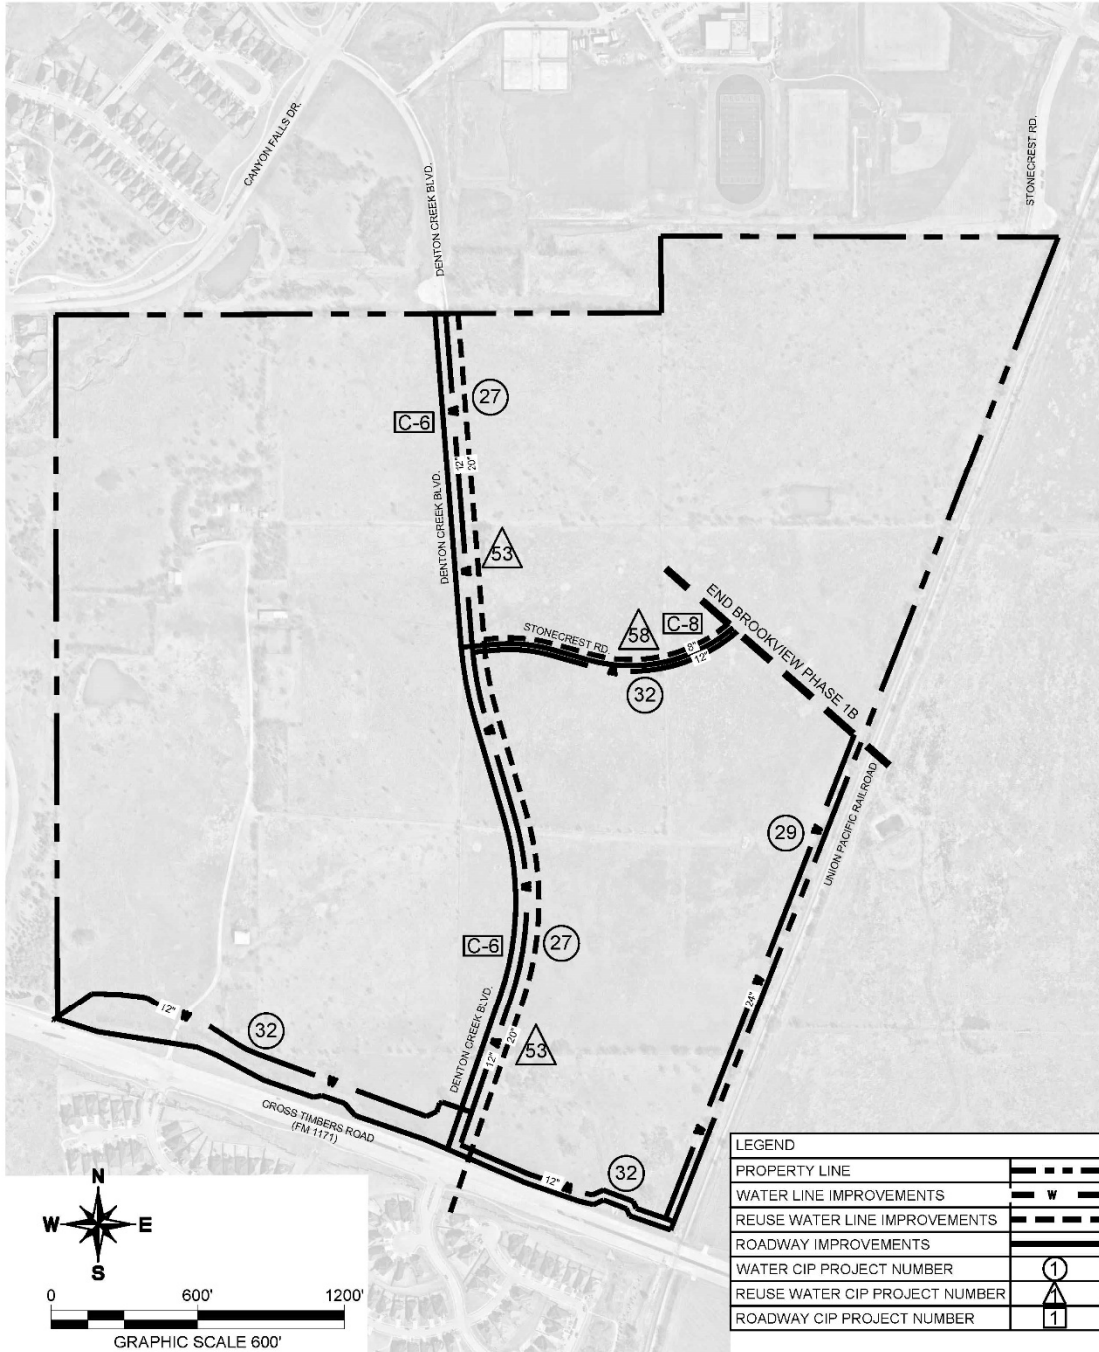 CANYON FALLS DR.
DENTON CREEK BLVD.
STONECREST RD.
27
C-6
12"
20"
DENTON CREEK BLVD.
53
STONECREST RD.
58
C-8
8"
12"
32
END BROOKVIEW PHASE 1B
W
W
W
W
W
29
W
UNION PACIFIC RAILROAD
C-6
27
W
24"
12"
W
32
W
DENTON CREEK BLVD.
W
12"
20"
53
W
CROSS TIMBERS ROAD
(FM 1171)
32
12"
W
N
W E
S
0 600' 1200'
GRAPHIC SCALE 600'
LEGEND
PROPERTY LINE
WATER LINE IMPROVEMENTS W
REUSE WATER LINE IMPROVEMENTS
ROADWAY IMPROVEMENTS
WATER CIP PROJECT NUMBER 1
REUSE WATER CIP PROJECT NUMBER 1
ROADWAY CIP PROJECT NUMBER 1